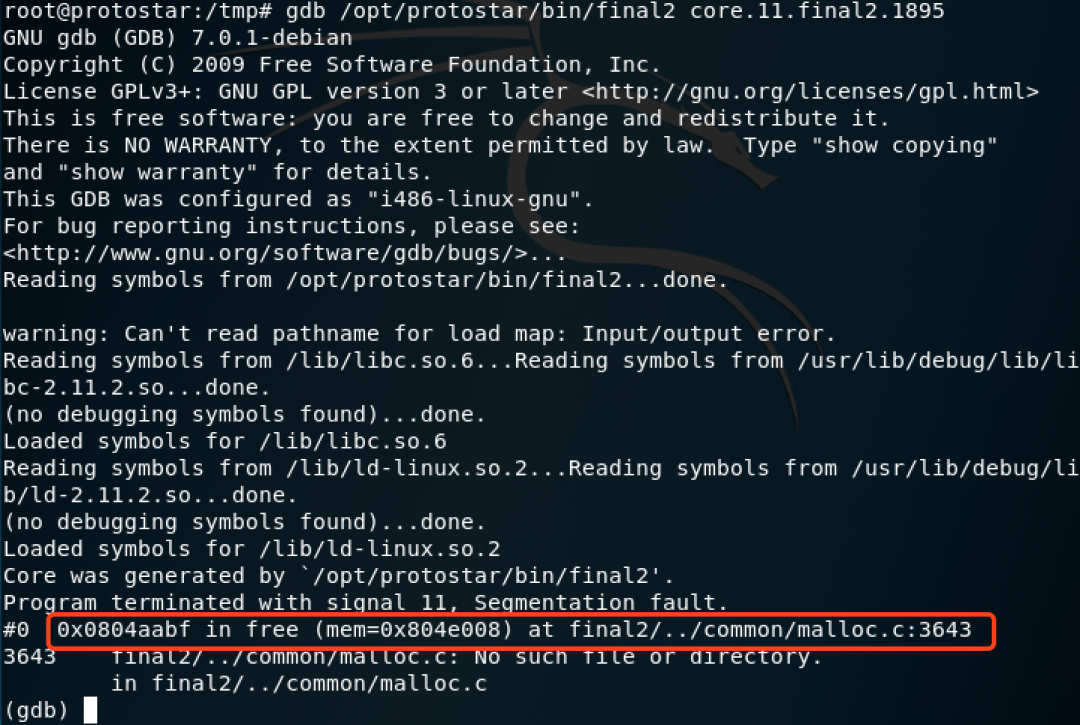 root@protostar:/tmp# gdb /opt/protostar/bin/final2 core.11.final2.1895
GNU gdb (GDB) 7.0.1-debian
Copyright (C) 2009 Free Software Foundation, Inc.
License GPLv3+: GNU GPL version 3 or later <http://gnu.org/licenses/gpl.html>
This is free software: you are free to change and redistribute it.
There is NO WARRANTY, to the extent permitted by law.  Type "show copying"
and "show warranty" for details.
This GDB was configured as "i486-linux-gnu".
For bug reporting instructions, please see:
<http://www.gnu.org/software/gdb/bugs/>...
Reading symbols from /opt/protostar/bin/final2...done.

warning: Can't read pathname for load map: Input/output error.
Reading symbols from /lib/libc.so.6...Reading symbols from /usr/lib/debug/lib/li
bc-2.11.2.so...done.
(no debugging symbols found)...done.
Loaded symbols for /lib/libc.so.6
Reading symbols from /lib/ld-linux.so.2...Reading symbols from /usr/lib/debug/li
b/ld-2.11.2.so...done.
(no debugging symbols found)...done.
Loaded symbols for /lib/ld-linux.so.2
Core was generated by `/opt/protostar/bin/final2'.
Program terminated with signal 11, Segmentation fault.
#0  0x0804aabf in free (mem=0x804e008) at final2/../common/malloc.c:3643
3643    final2/../common/malloc.c: No such file or directory.
        in final2/../common/malloc.c
(gdb)